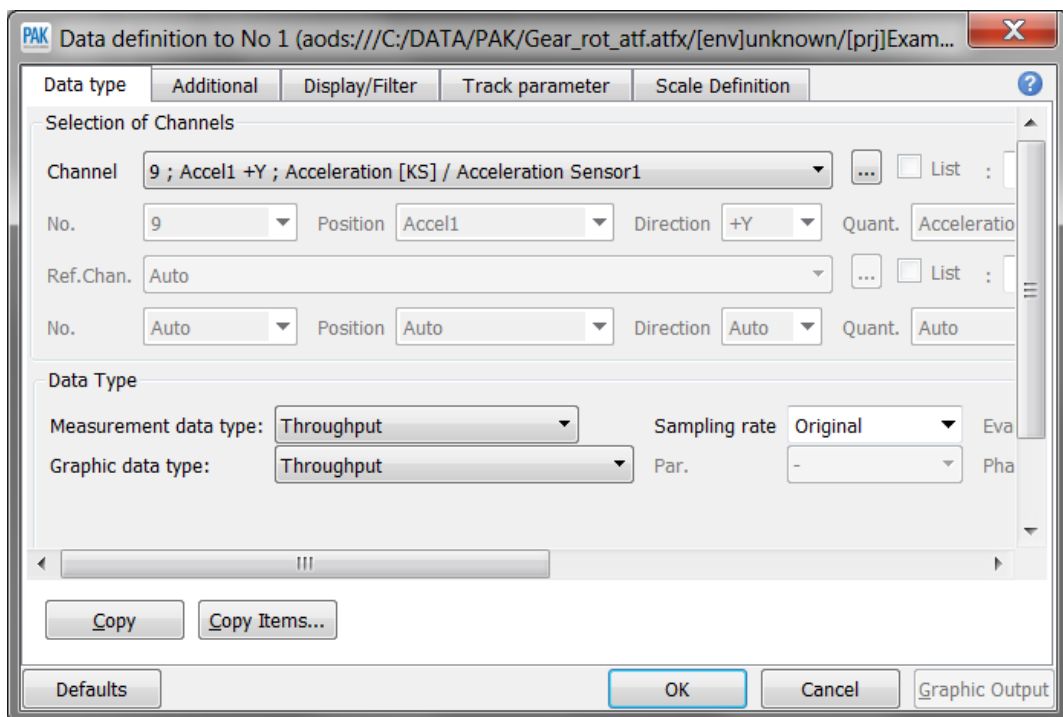 PAK Data definition to No 1 (aods:///C:/DATA/PAK/Gear_rot_atf.atfx/[env]unknown/[prj]Exam... X
Data type Additional Display/Filter Track parameter Scale Definition ?
Selection of Channels
Channel 9 ; Accel1 +Y ; Acceleration [KS] / Acceleration Sensor1 ... List :
No. 9 Position Accel1 Direction +Y Quant. Acceleratio
Ref.Chan. Auto ... List :
No. Auto Position Auto Direction Auto Quant. Auto
Data Type
Measurement data type: Throughput Sampling rate Original Eva
Graphic data type: Throughput Par. - Pha
Copy Copy Items...
Defaults OK Cancel Graphic Output